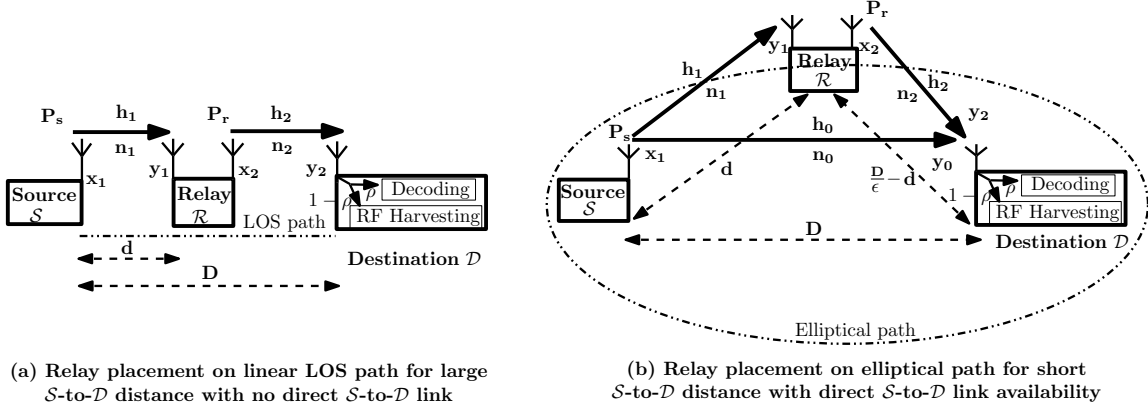 P_s
h_1
n_1
P_r
h_2
n_2
x_1
y_1
x_2
y_2
Source
S
Relay
R
ρ
Decoding
1−ρ
RF Harvesting
LOS path
d
D
Destination D
(a) Relay placement on linear LOS path for large
S-to-D distance with no direct S-to-D link
P_r
y_1
x_2
Relay
R
h_1
n_1
h_2
n_2
P_s
x_1
h_0
n_0
y_2
y_0
Source
S
d
D/ϵ−d
ρ
Decoding
1−ρ
RF Harvesting
D
Destination D
Elliptical path
(b) Relay placement on elliptical path for short
S-to-D distance with direct S-to-D link availability